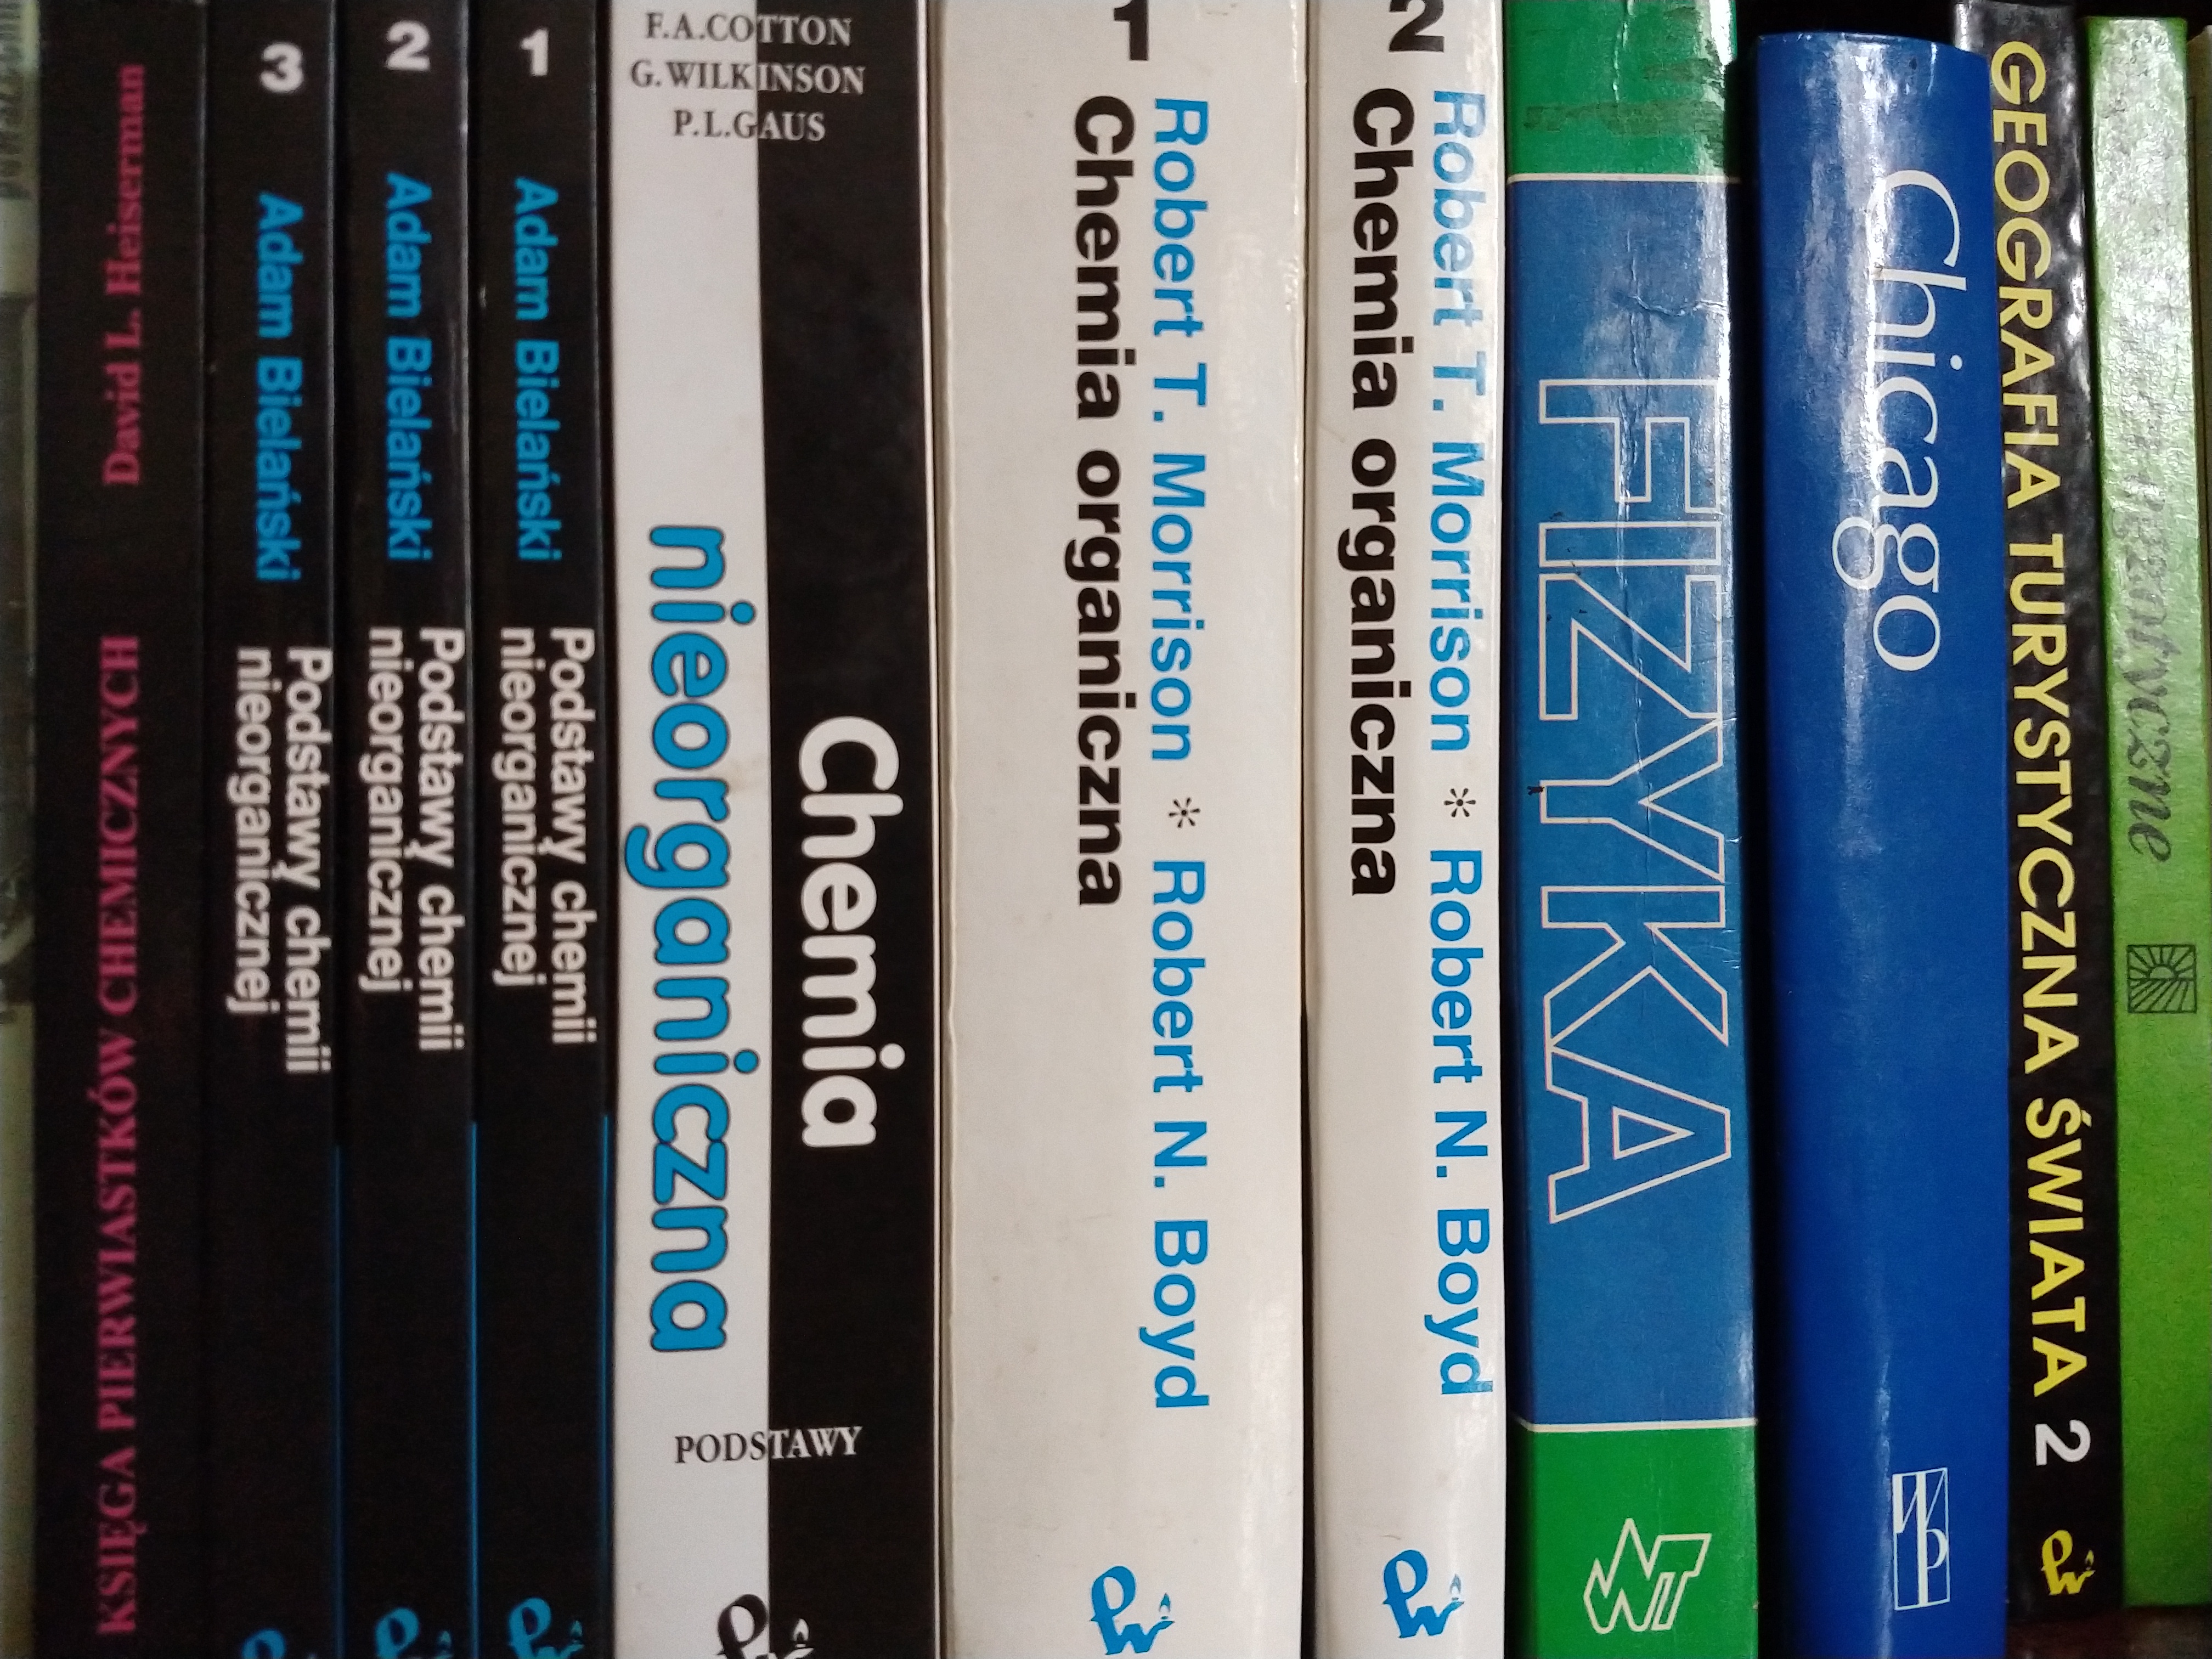 David L. Heiserman
KSIĘGA PIERWIASTKÓW CHEMICZNYCH
3
Adam Bielański
Podstawy chemii
nieorganicznej
2
Adam Bielański
Podstawy chemii
nieorganicznej
1
Adam Bielański
Podstawy chemii
nieorganicznej
F.A.COTTON
G.WILKINSON
P.L.GAUS
Chemia
nieorganiczna
PODSTAWY
1
Robert T. Morrison * Robert N. Boyd
Chemia organiczna
2
Robert T. Morrison * Robert N. Boyd
Chemia organiczna
FIZYKA
WNT
Chicago
WP
GEOGRAFIA TURYSTYCZNA ŚWIATA 2